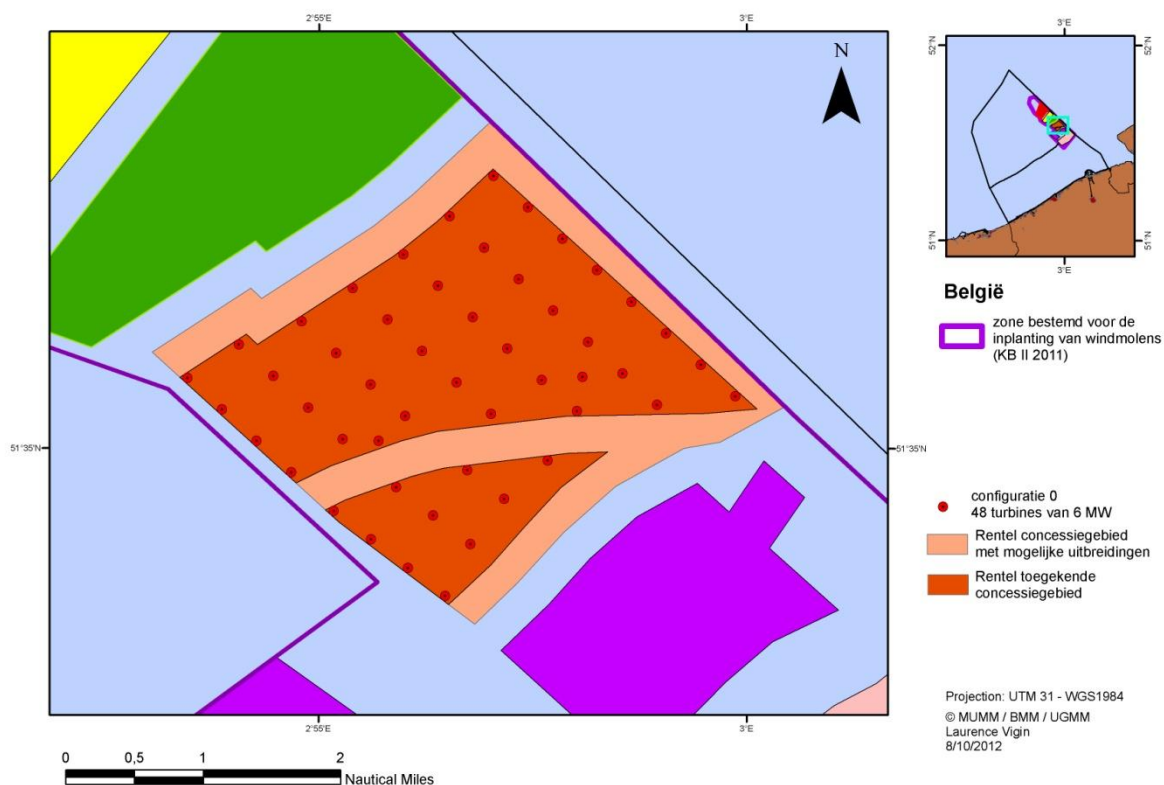 2°55'E
3°E
N
51°35'N
51°35'N
2°55'E
3°E
0
0,5
1
2
Nautical Miles
3°E
52°N
52°N
51°N
51°N
3°E
België
zone bestemd voor de
inplanting van windmolens
(KB II 2011)
configuratie 0
48 turbines van 6 MW
Rentel concessiegebied
met mogelijke uitbreidingen
Rentel toegekende
concessiegebied
Projection: UTM 31 - WGS1984
© MUMM / BMM / UGMM
Laurence Vigin
8/10/2012